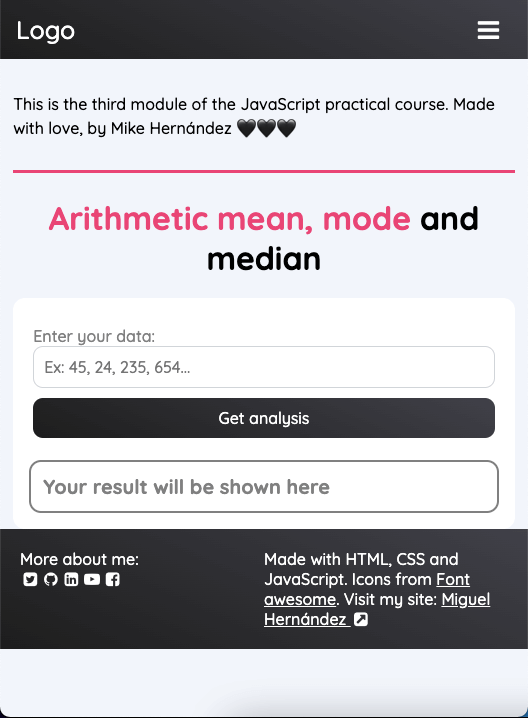 Logo
This is the third module of the JavaScript practical course. Made
with love, by Mike Hernández 🖤🖤🖤
Arithmetic mean, mode and
median
Enter your data:
Ex: 45, 24, 235, 654...
Get analysis
Your result will be shown here
More about me:
Made with HTML, CSS and
JavaScript. Icons from Font
awesome. Visit my site: Miguel
Hernández